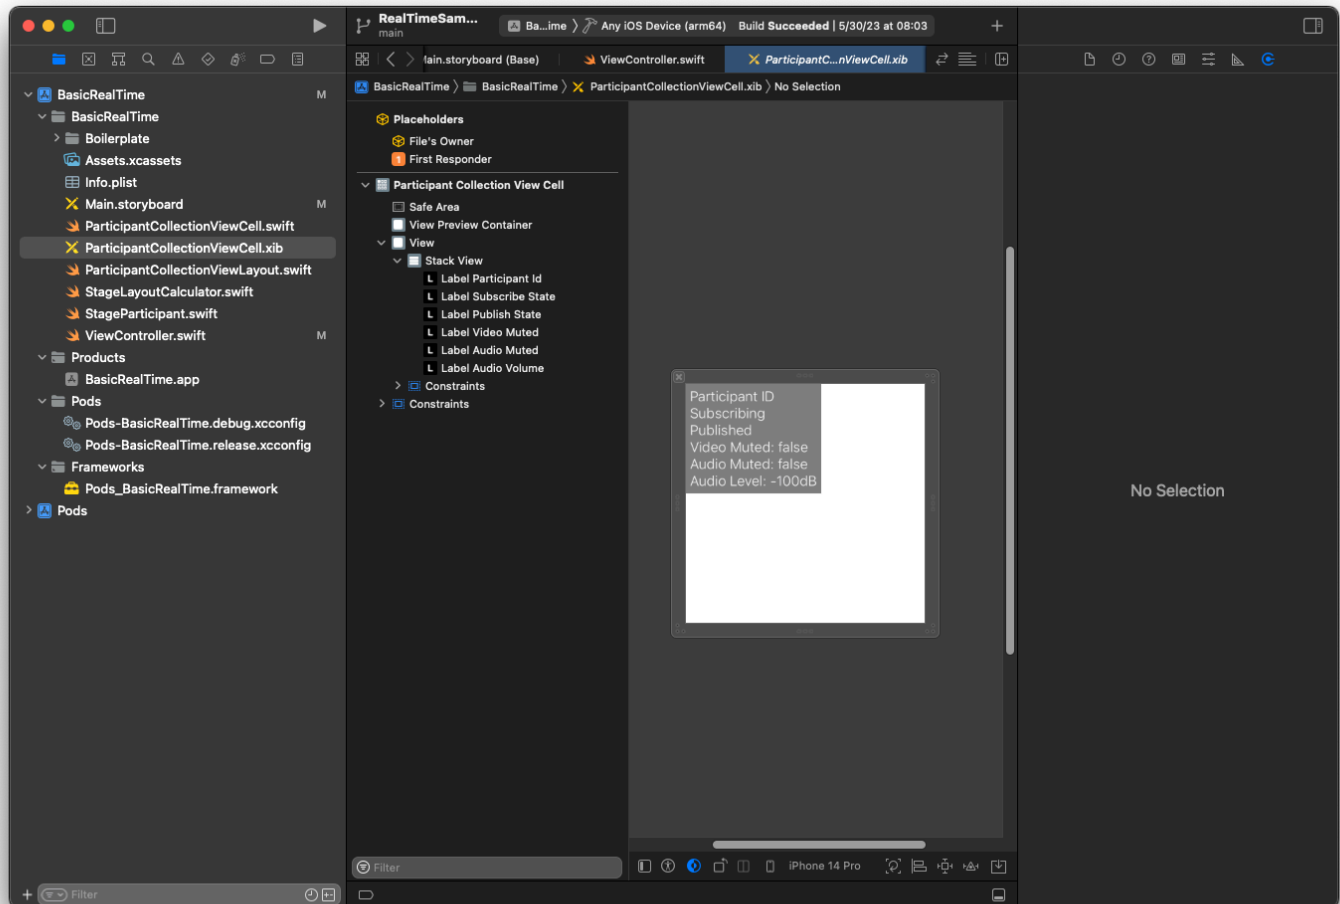 RealTimeSam...
main
Ba...ime
Any iOS Device (arm64)
Build Succeeded | 5/30/23 at 08:03
Main.storyboard (Base)
ViewController.swift
ParticipantC...nViewCell.xib
BasicRealTime
BasicRealTime
ParticipantCollectionViewCell.xib
No Selection
BasicRealTime M
BasicRealTime
Boilerplate
Assets.xcassets
Info.plist
Main.storyboard M
ParticipantCollectionViewCell.swift
ParticipantCollectionViewCell.xib
ParticipantCollectionViewLayout.swift
StageLayoutCalculator.swift
StageParticipant.swift
ViewController.swift M
Products
BasicRealTime.app
Pods
Pods-BasicRealTime.debug.xcconfig
Pods-BasicRealTime.release.xcconfig
Frameworks
Pods_BasicRealTime.framework
Pods
Filter
Placeholders
File's Owner
1 First Responder
Participant Collection View Cell
Safe Area
View Preview Container
View
Stack View
L Label Participant Id
L Label Subscribe State
L Label Publish State
L Label Video Muted
L Label Audio Muted
L Label Audio Volume
Constraints
Constraints
Filter
Participant ID
Subscribing
Published
Video Muted: false
Audio Muted: false
Audio Level: -100dB
iPhone 14 Pro
No Selection